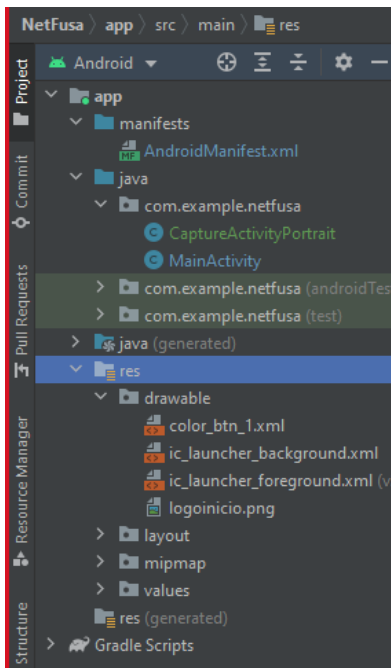 NetFusa > app > src > main > res
Project
Commit
Pull Requests
Resource Manager
Structure
Android
app
manifests
MF AndroidManifest.xml
java
com.example.netfusa
C CaptureActivityPortrait
C MainActivity
com.example.netfusa (androidTes
com.example.netfusa (test)
java (generated)
res
drawable
color_btn_1.xml
ic_launcher_background.xml
ic_launcher_foreground.xml (v
logoinicio.png
layout
mipmap
values
res (generated)
Gradle Scripts